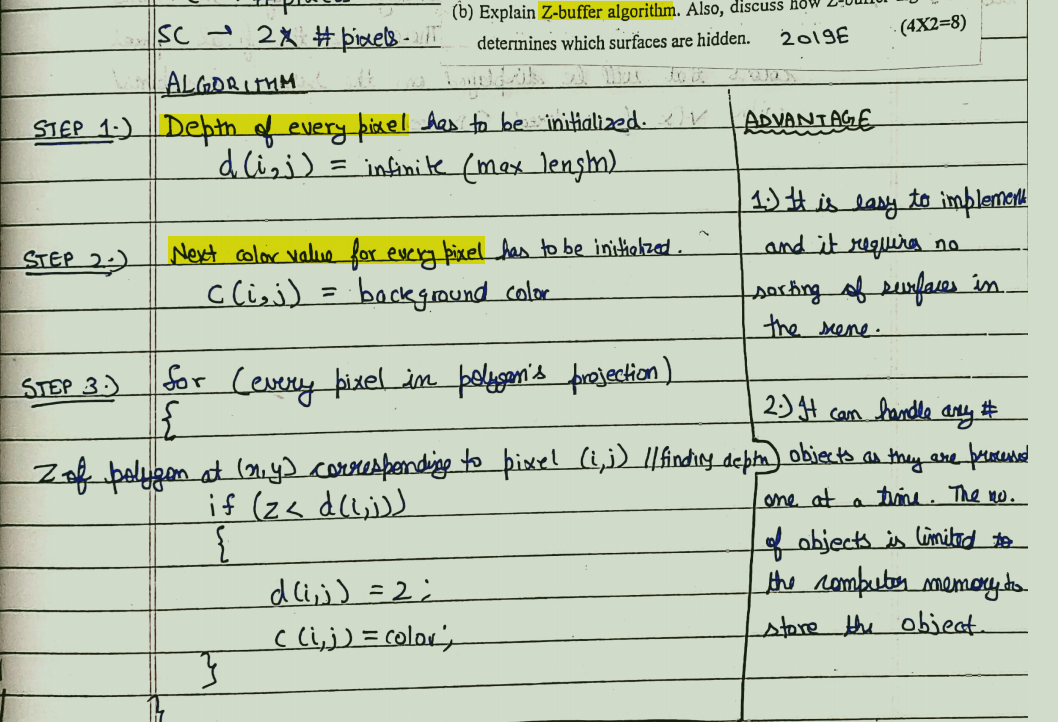 SC → 2 x # pixels.
(b) Explain Z-buffer algorithm. Also, discuss how Z-buffer
determines which surfaces are hidden. 2019E (4X2=8)
ALGORITHM
STEP 1.) Depth of every pixel has to be initialized.
d(i,j) = infinite (max length)
STEP 2.) Next color value for every pixel has to be initialized.
C(i,j) = background color
STEP 3.) for (every pixel in polygon's projection)
{
Z of polygon at (x,y) corresponding to pixel (i,j) //finding depth
if (z < d(i,j))
{
d(i,j) = 2;
c(i,j) = color;
}
}
ADVANTAGE
1.) It is easy to implement
and it requires no
sorting of surfaces in
the scene.
2.) It can handle any #
objects as they are
one at a time. The no.
of objects is limited to
the computer memory to
store the object.